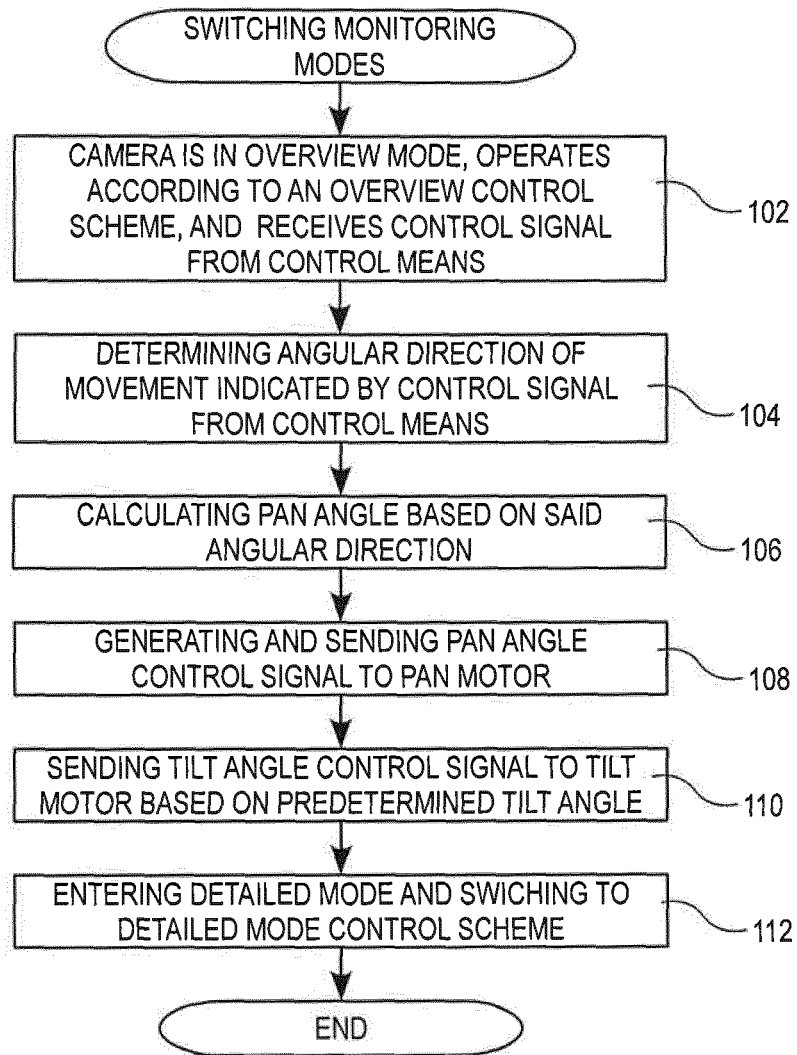 SWITCHING MONITORING
MODES
CAMERA IS IN OVERVIEW MODE, OPERATES
ACCORDING TO AN OVERVIEW CONTROL
SCHEME, AND RECEIVES CONTROL SIGNAL
FROM CONTROL MEANS
102
DETERMINING ANGULAR DIRECTION OF
MOVEMENT INDICATED BY CONTROL SIGNAL
FROM CONTROL MEANS
104
CALCULATING PAN ANGLE BASED ON SAID
ANGULAR DIRECTION
106
GENERATING AND SENDING PAN ANGLE
CONTROL SIGNAL TO PAN MOTOR
108
SENDING TILT ANGLE CONTROL SIGNAL TO TILT
MOTOR BASED ON PREDETERMINED TILT ANGLE
110
ENTERING DETAILED MODE AND SWICHING TO
DETAILED MODE CONTROL SCHEME
112
END